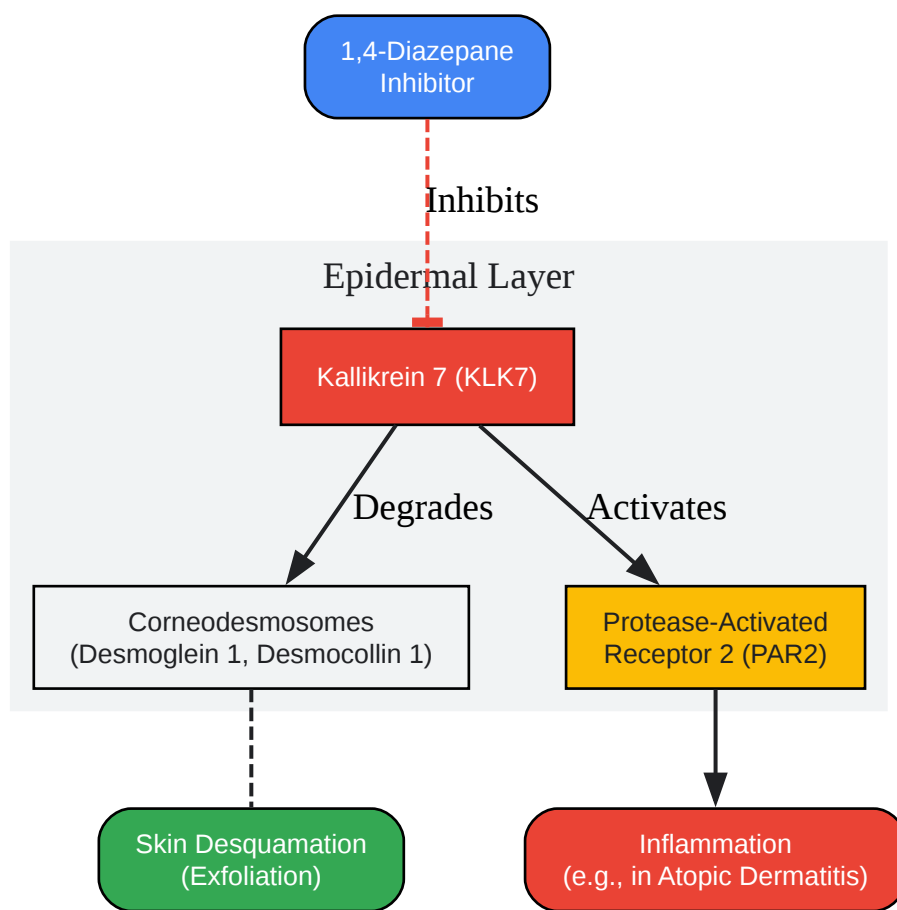 1,4-Diazepane
Inhibitor
Inhibits
Epidermal Layer
Kallikrein 7 (KLK7)
Degrades
Activates
Corneodesmosomes
(Desmoglein 1, Desmocollin 1)
Protease-Activated
Receptor 2 (PAR2)
Skin Desquamation
(Exfoliation)
Inflammation
(e.g., in Atopic Dermatitis)